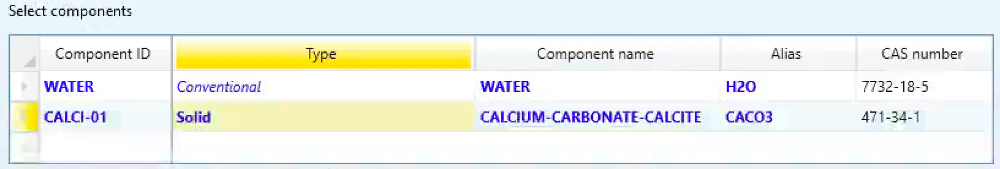 Select components
Component ID Type Component name Alias CAS number
WATER Conventional WATER H2O 7732-18-5
CALCI-01 Solid CALCIUM-CARBONATE-CALCITE CACO3 471-34-1